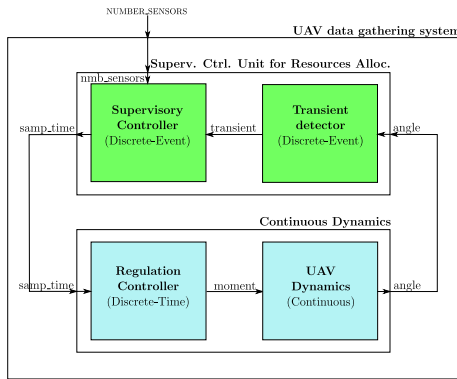 NUMBER_SENSORS
UAV data gathering system
Superv. Ctrl. Unit for Resources Alloc.
nmb_sensors
Supervisory
Controller
(Discrete-Event)
Transient
detector
(Discrete-Event)
samp_time
transient
angle
Continuous Dynamics
Regulation
Controller
(Discrete-Time)
UAV
Dynamics
(Continuous)
samp_time
moment
angle